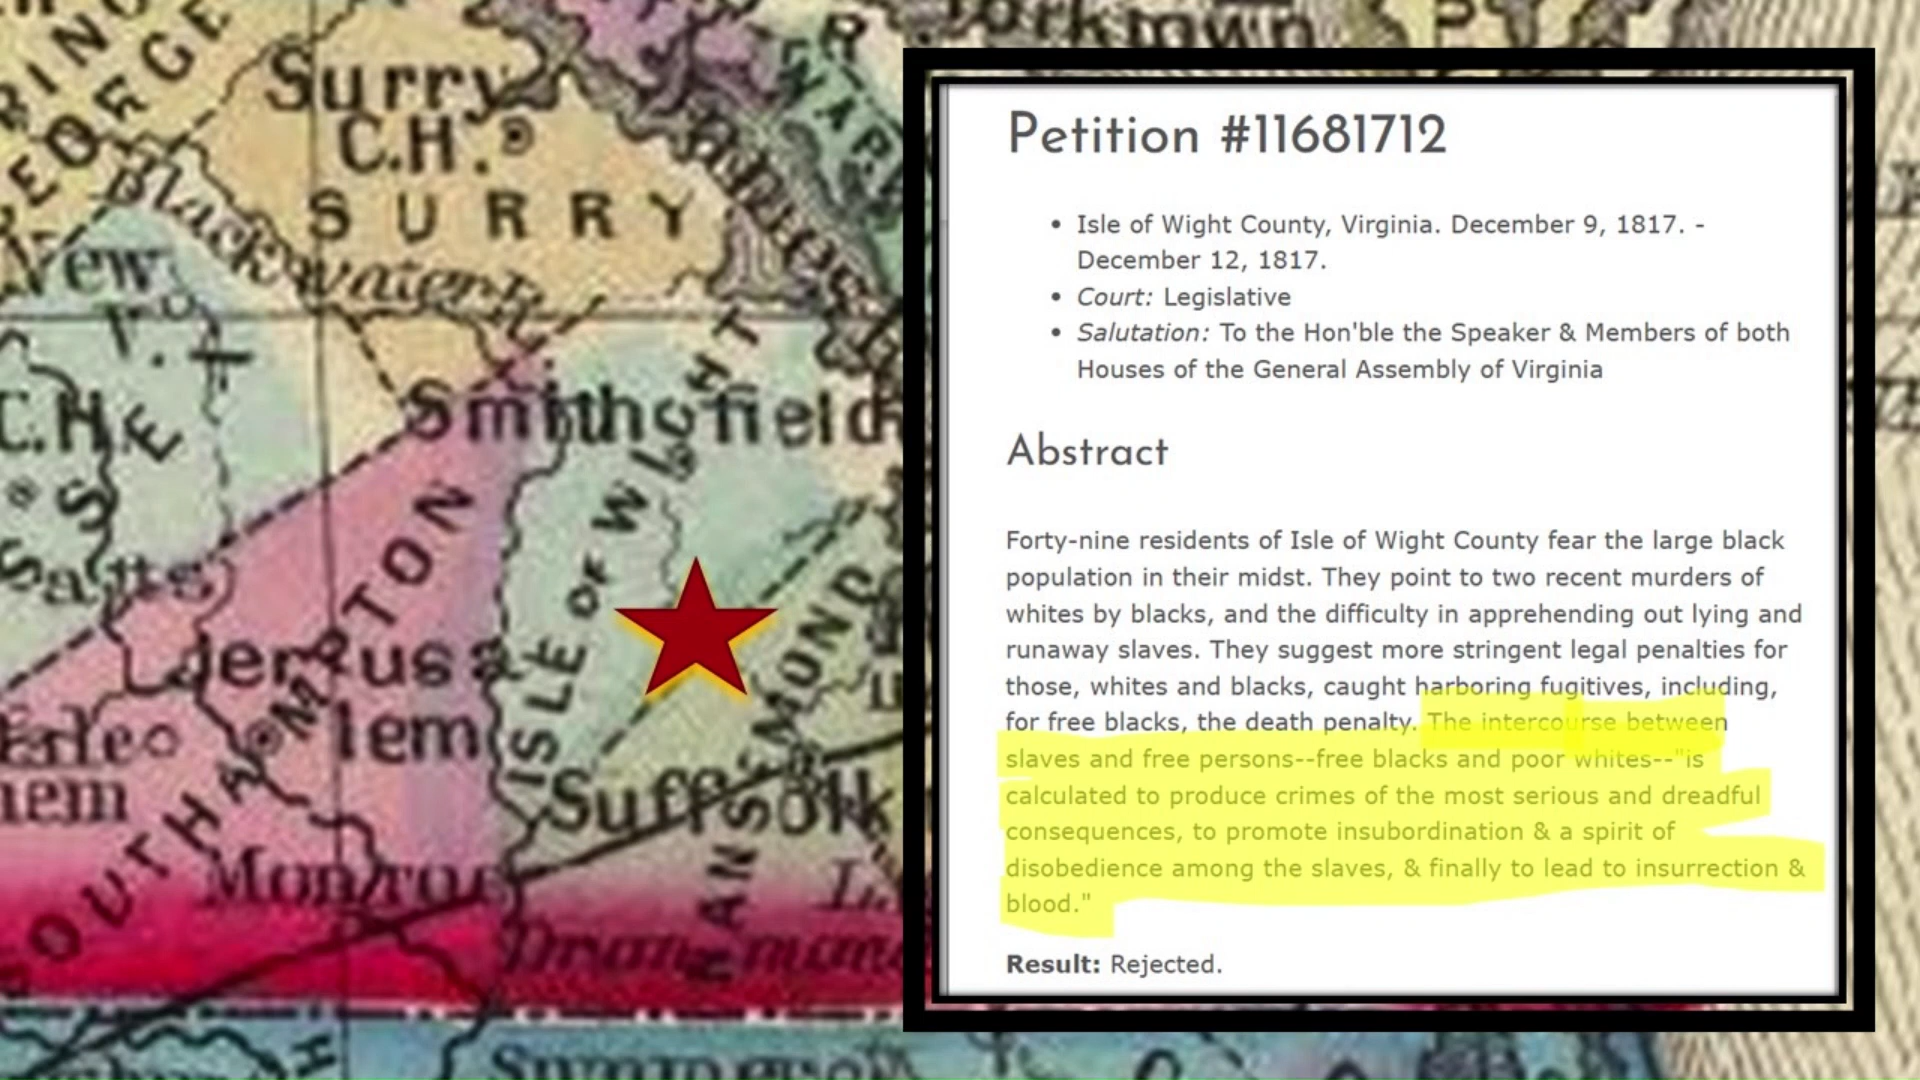 Surry
C.H.
SURRY
Blackwater R.
Smithfield
ISLE OF WIGHT
C.H.
SOUTHAMPTON
Jerusalem
Suffolk
NANSEMOND
Monroe
Petition #11681712
• Isle of Wight County, Virginia. December 9, 1817. -
December 12, 1817.
• Court: Legislative
• Salutation: To the Hon'ble the Speaker & Members of both
Houses of the General Assembly of Virginia
Abstract
Forty-nine residents of Isle of Wight County fear the large black
population in their midst. They point to two recent murders of
whites by blacks, and the difficulty in apprehending out lying and
runaway slaves. They suggest more stringent legal penalties for
those, whites and blacks, caught harboring fugitives, including,
for free blacks, the death penalty. The intercourse between
slaves and free persons--free blacks and poor whites--"is
calculated to produce crimes of the most serious and dreadful
consequences, to promote insubordination & a spirit of
disobedience among the slaves, & finally to lead to insurrection &
blood."
Result: Rejected.